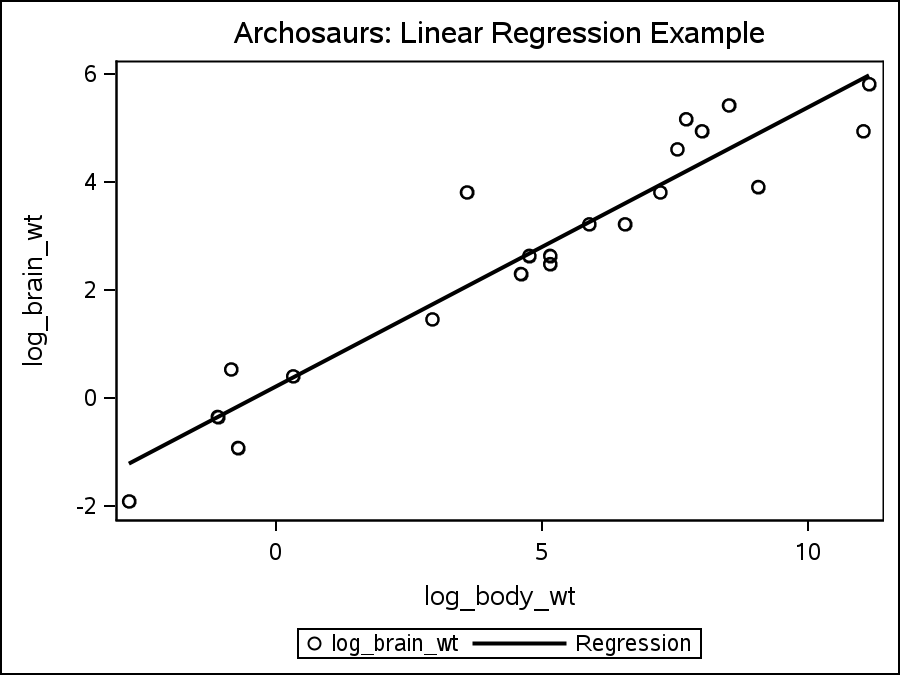 Archosaurs: Linear Regression Example
6
4
2
0
-2
log_brain_wt
0 5 10
log_body_wt
log_brain_wt Regression